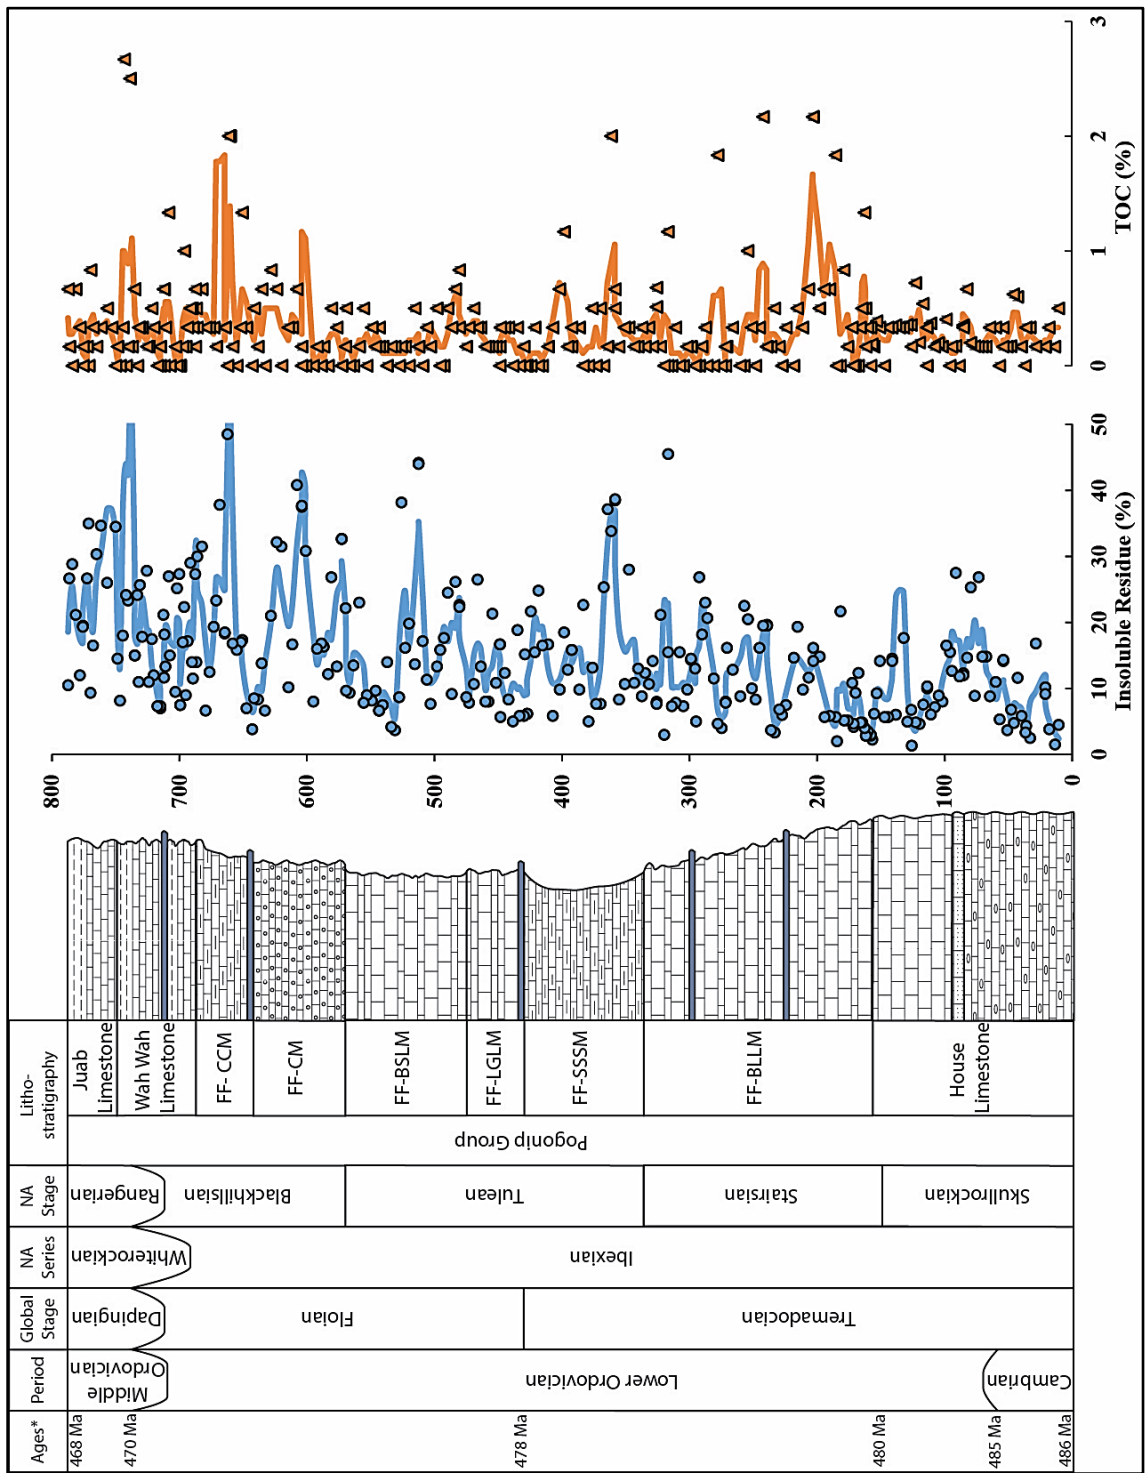 3
2
1
0
TOC (%)
50
40
30
20
10
0
Insoluble Residue (%)
800
700
600
500
400
300
200
100
0
Litho-
stratigraphy
Juab
Limestone
Wah Wah
Limestone
FF- CCM
FF-CM
FF-BSLM
FF-LGLM
FF-SSSM
FF-BLLM
House
Limestone
Pogonip Group
NA
Stage
Rangerian
Blackhillsian
Tulean
Stairsian
Skullrockian
NA
Series
Whiterockian
Ibexian
Global
Stage
Dapingian
Floian
Tremadocian
Period
Middle
Ordovician
Lower Ordovician
Cambrian
Ages*
468 Ma
470 Ma
478 Ma
480 Ma
485 Ma
486 Ma